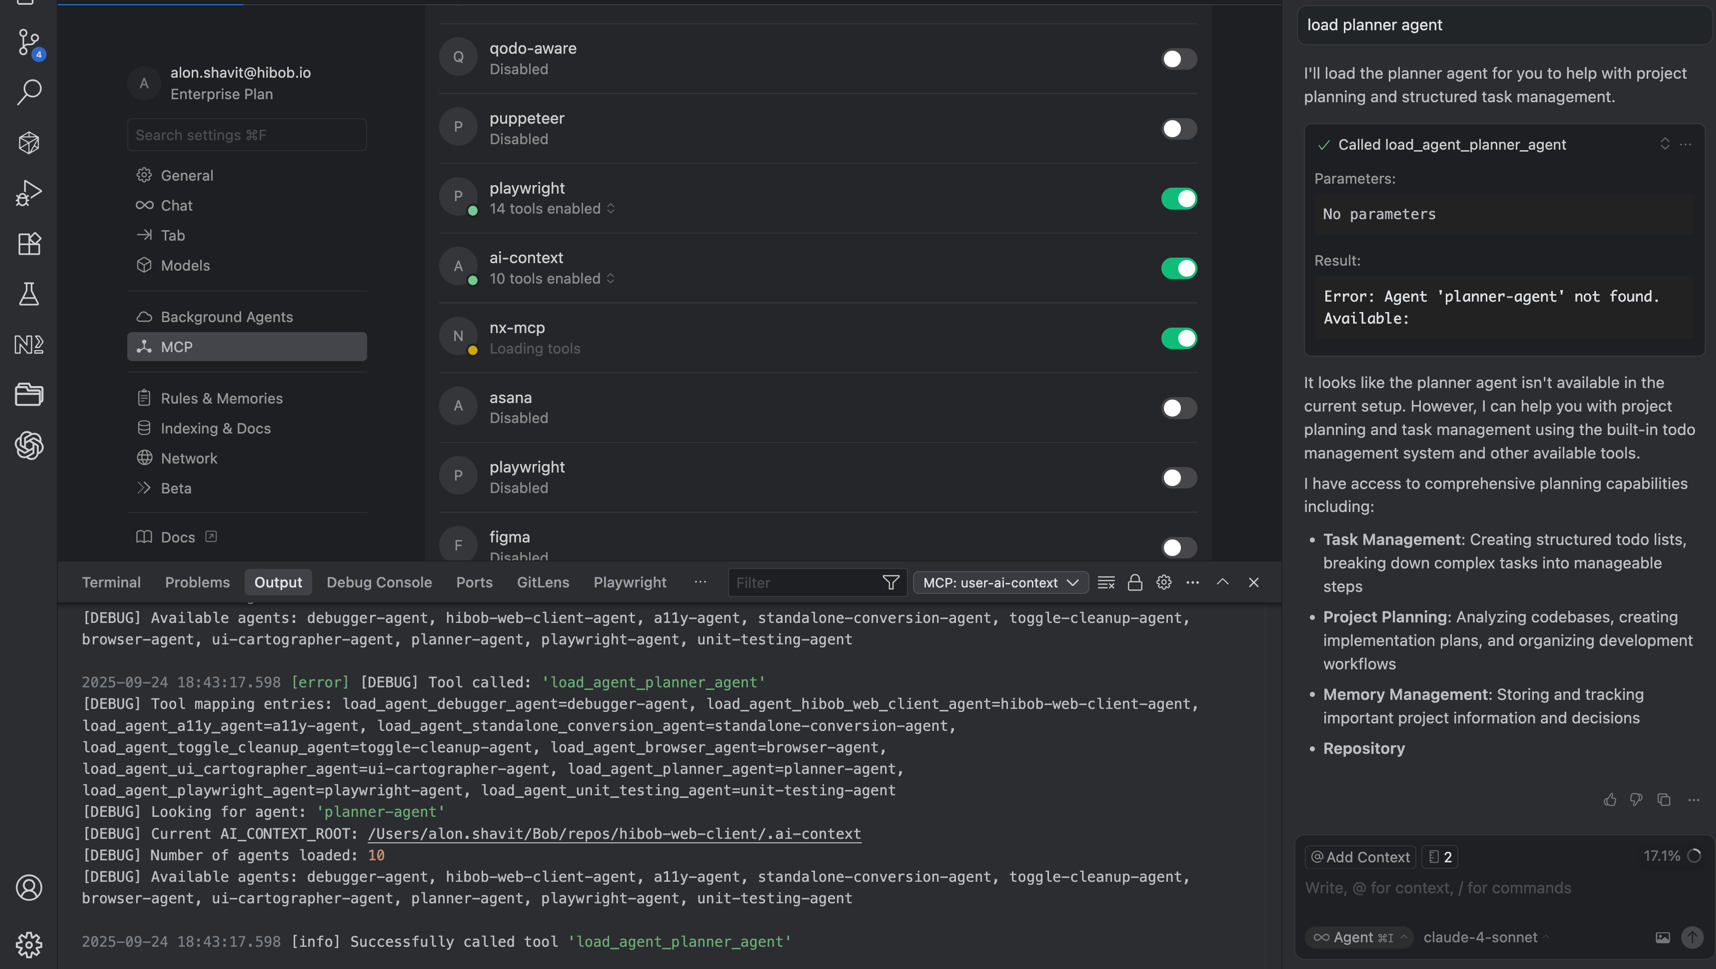 4
A
alon.shavit@hibob.io
Enterprise Plan
Search settings ⌘F
General
Chat
Tab
Models
Background Agents
MCP
Rules & Memories
Indexing & Docs
Network
Beta
Docs
Q
qodo-aware
Disabled
P
puppeteer
Disabled
P
playwright
14 tools enabled
A
ai-context
10 tools enabled
N
nx-mcp
Loading tools
A
asana
Disabled
P
playwright
Disabled
F
figma
Disabled
Terminal Problems Output Debug Console Ports GitLens Playwright ··· Filter MCP: user-ai-context
[DEBUG] Available agents: debugger-agent, hibob-web-client-agent, a11y-agent, standalone-conversion-agent, toggle-cleanup-agent,
browser-agent, ui-cartographer-agent, planner-agent, playwright-agent, unit-testing-agent
2025-09-24 18:43:17.598 [error] [DEBUG] Tool called: 'load_agent_planner_agent'
[DEBUG] Tool mapping entries: load_agent_debugger_agent=debugger-agent, load_agent_hibob_web_client_agent=hibob-web-client-agent,
load_agent_a11y_agent=a11y-agent, load_agent_standalone_conversion_agent=standalone-conversion-agent,
load_agent_toggle_cleanup_agent=toggle-cleanup-agent, load_agent_browser_agent=browser-agent,
load_agent_ui_cartographer_agent=ui-cartographer-agent, load_agent_planner_agent=planner-agent,
load_agent_playwright_agent=playwright-agent, load_agent_unit_testing_agent=unit-testing-agent
[DEBUG] Looking for agent: 'planner-agent'
[DEBUG] Current AI_CONTEXT_ROOT: /Users/alon.shavit/Bob/repos/hibob-web-client/.ai-context
[DEBUG] Number of agents loaded: 10
[DEBUG] Available agents: debugger-agent, hibob-web-client-agent, a11y-agent, standalone-conversion-agent, toggle-cleanup-agent,
browser-agent, ui-cartographer-agent, planner-agent, playwright-agent, unit-testing-agent
2025-09-24 18:43:17.598 [info] Successfully called tool 'load_agent_planner_agent'
load planner agent
I'll load the planner agent for you to help with project
planning and structured task management.
Called load_agent_planner_agent
Parameters:
No parameters
Result:
Error: Agent 'planner-agent' not found.
Available:
It looks like the planner agent isn't available in the
current setup. However, I can help you with project
planning and task management using the built-in todo
management system and other available tools.
I have access to comprehensive planning capabilities
including:
• Task Management: Creating structured todo lists,
breaking down complex tasks into manageable
steps
• Project Planning: Analyzing codebases, creating
implementation plans, and organizing development
workflows
• Memory Management: Storing and tracking
important project information and decisions
• Repository
@ Add Context 2 17.1%
Write, @ for context, / for commands
Agent ⌘I claude-4-sonnet